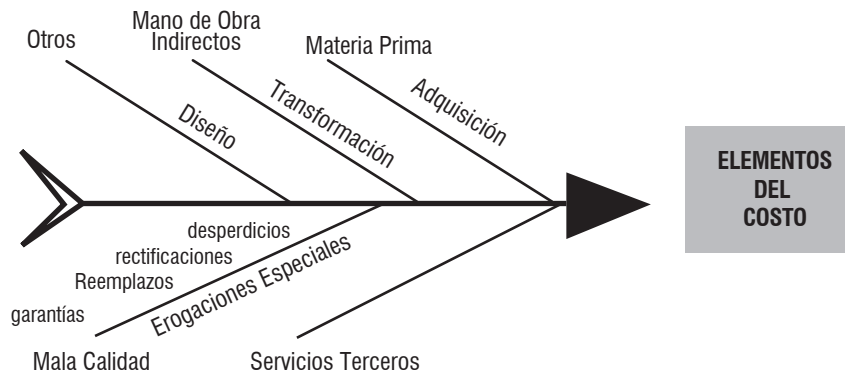 Otros
Mano de Obra
Indirectos
Materia Prima
Diseño
Transformación
Adquisición
ELEMENTOS
DEL
COSTO
desperdicios
rectificaciones
Reemplazos
garantías
Erogaciones Especiales
Mala Calidad
Servicios Terceros